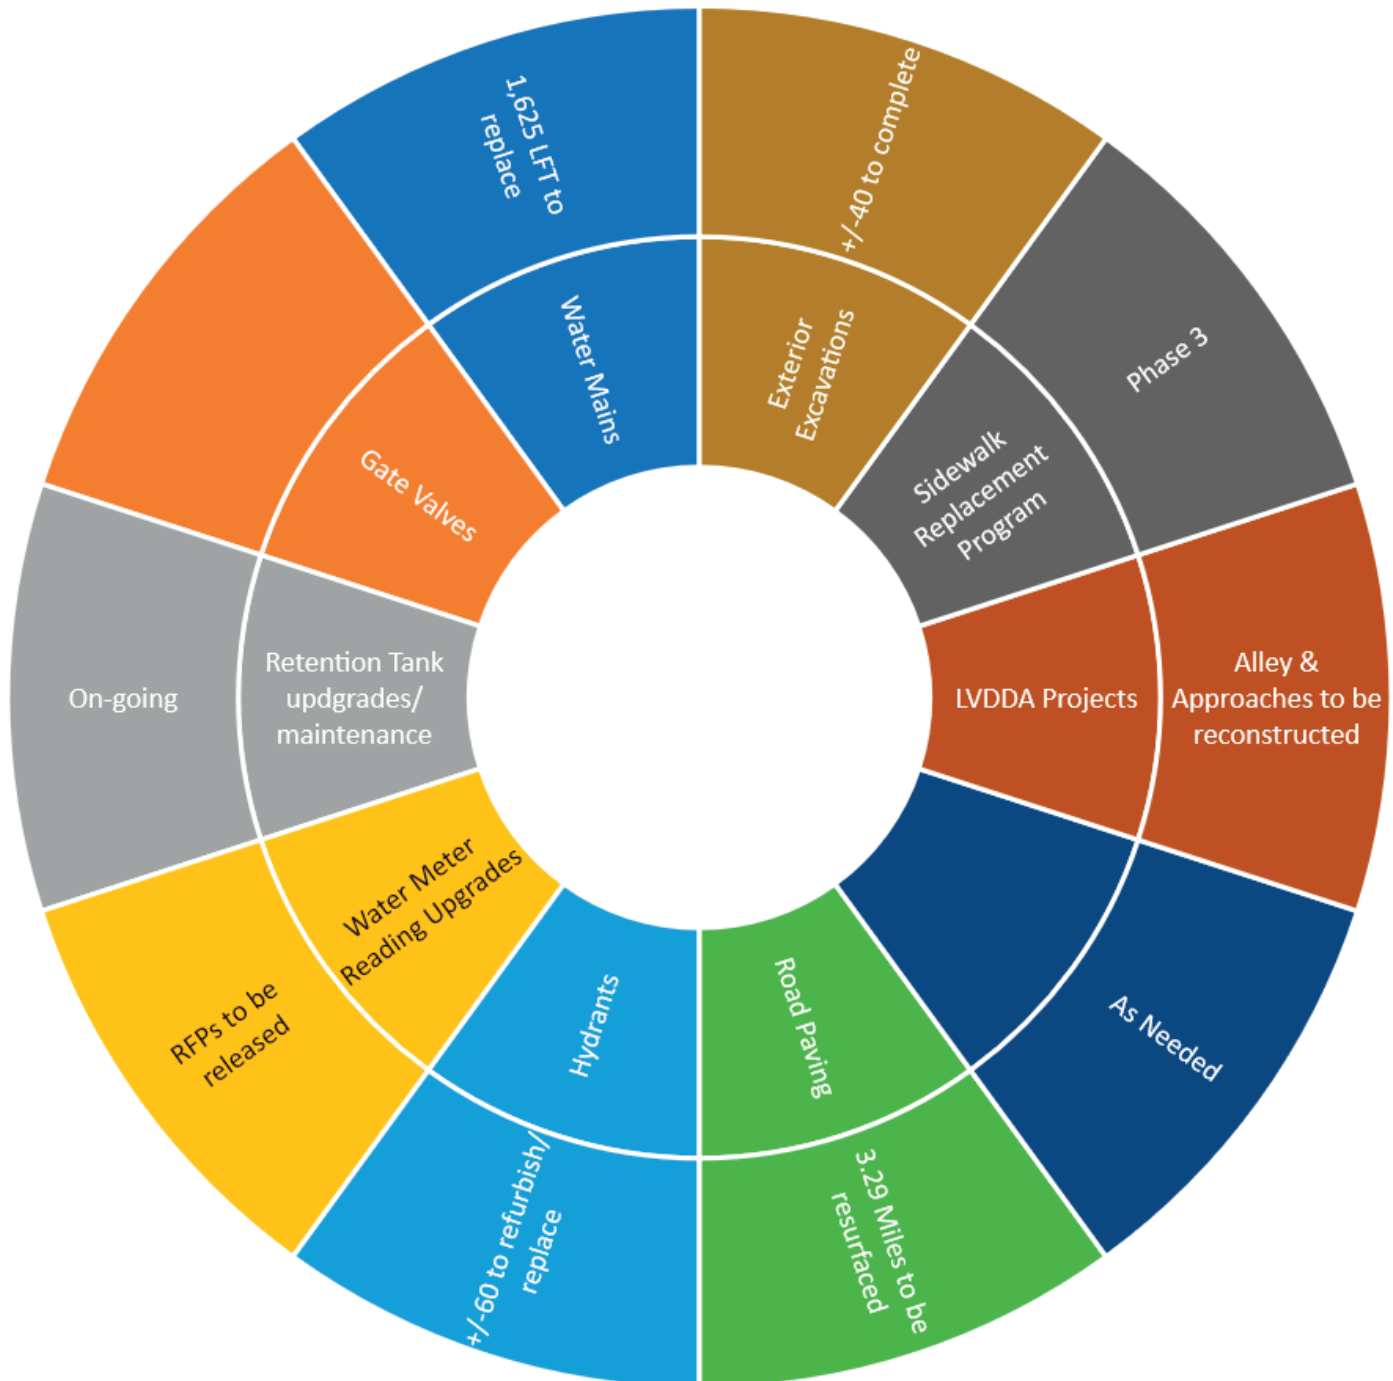 +/-40 to complete
Exterior
Excavations
Phase 3
Sidewalk
Replacement
Program
Alley &
Approaches to be
reconstructed
LVDDA Projects
As Needed
3.29 Miles to be
resurfaced
Road Paving
+/-60 to refurbish/
replace
Hydrants
RFPs to be
released
Water Meter
Reading Upgrades
On-going
Retention Tank
updgrades/
maintenance
Gate Valves
1,625 LFT to
replace
Water Mains